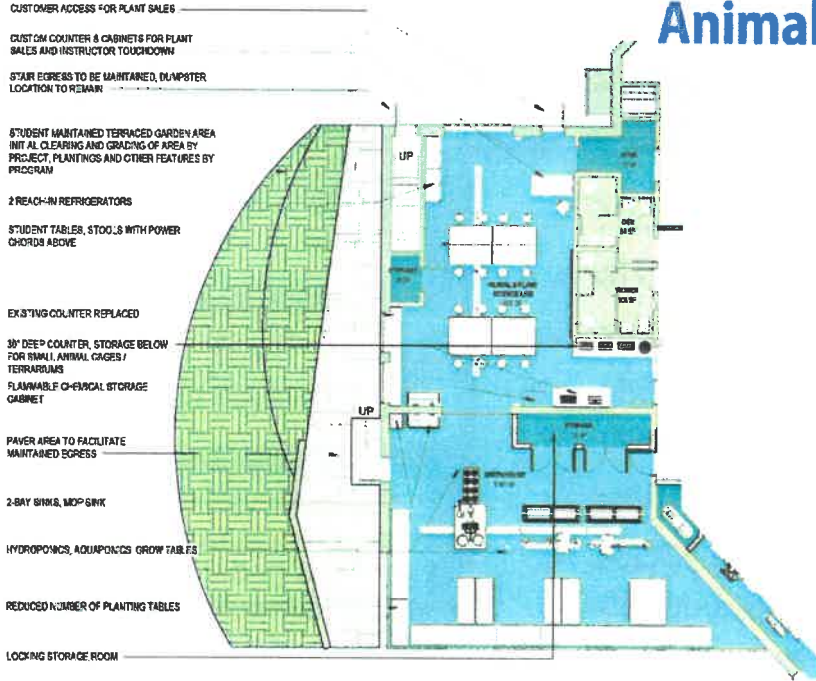 Animal
CUSTOMER ACCESS FOR PLANT SALES
CUSTOM COUNTER & CABINETS FOR PLANT
SALES AND INSTRUCTOR TOUCHDOWN
STAIR EGRESS TO BE MAINTAINED, DUMPSTER
LOCATION TO REMAIN
STUDENT MAINTAINED TERRACED GARDEN AREA
INITIAL CLEARING AND GRADING OF AREA BY
PROJECT, PLANTINGS AND OTHER FEATURES BY
PROGRAM
2 REACH-IN REFRIGERATORS
STUDENT TABLES, STOOLS WITH POWER
CHORDS ABOVE
EXISTING COUNTER REPLACED
30" DEEP COUNTER, STORAGE BELOW
FOR SMALL ANIMAL CAGES /
TERRARIUMS
FLAMMABLE CHEMICAL STORAGE
CABINET
PAVER AREA TO FACILITATE
MAINTAINED EGRESS
2-BAY SINKS, MOP SINK
HYDROPONICS, AQUAPONICS GROW TABLES
REDUCED NUMBER OF PLANTING TABLES
LOCKING STORAGE ROOM
UP
UP
STORAGE